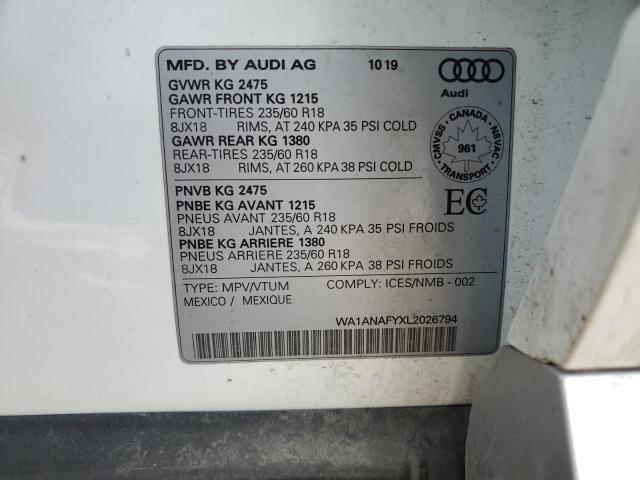 MFD. BY AUDI AG 10 19
Audi
GVWR KG 2475
GAWR FRONT KG 1215
FRONT-TIRES 235/60 R18
8JX18 RIMS, AT 240 KPA 35 PSI COLD
GAWR REAR KG 1380
REAR-TIRES 235/60 R18
8JX18 RIMS, AT 260 KPA 38 PSI COLD
CANADA
CMVSS NSVAC
961
TRANSPORT
PNVB KG 2475
PNBE KG AVANT 1215
PNEUS AVANT 235/60 R18
8JX18 JANTES, A 240 KPA 35 PSI FROIDS
PNBE KG ARRIERE 1380
PNEUS ARRIERE 235/60 R18
8JX18 JANTES, A 260 KPA 38 PSI FROIDS
EC
TYPE: MPV/VTUM COMPLY: ICES/NMB - 002
MEXICO / MEXIQUE
WA1ANAFYXL2026794